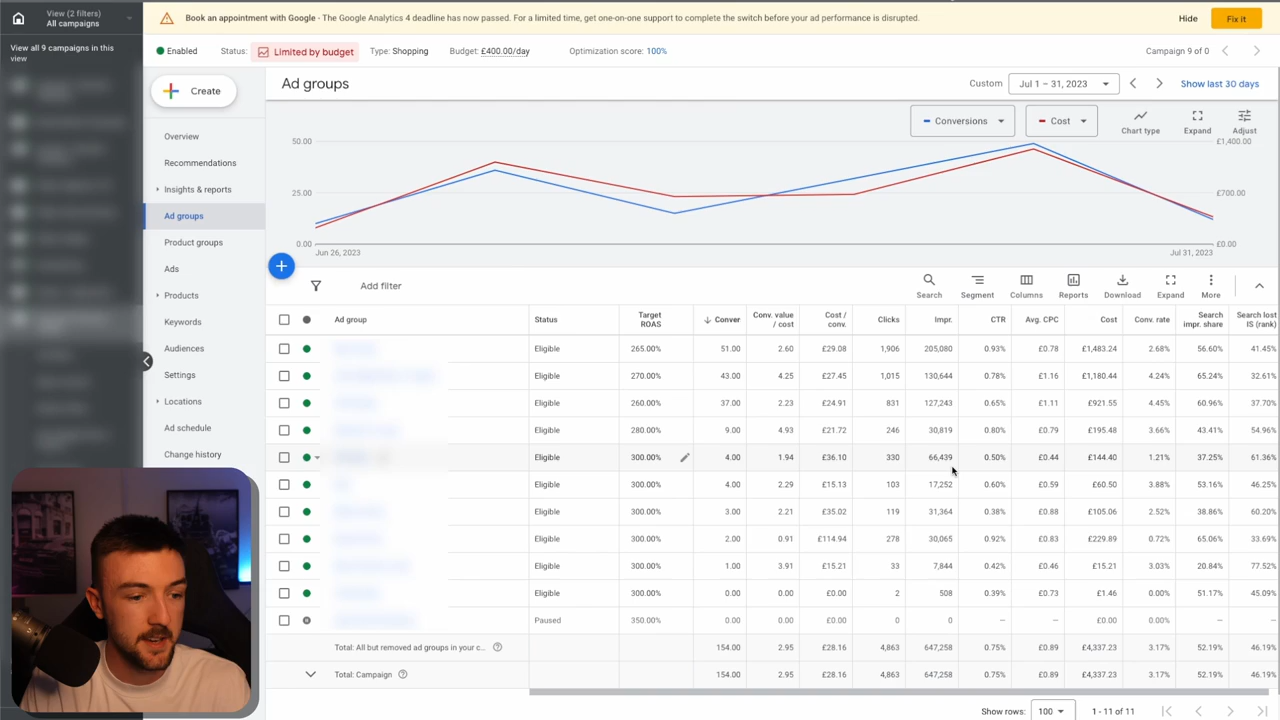 View (2 filters)
All campaigns
Book an appointment with Google - The Google Analytics 4 deadline has now passed. For a limited time, get one-on-one support to complete the switch before your ad performance is disrupted.
Hide
Fix it
View all 9 campaigns in this view
Enabled
Status:
Limited by budget
Type: Shopping
Budget: £400.00/day
Optimization score: 100%
Campaign 9 of 0
Create
Overview
Recommendations
Insights & reports
Ad groups
Product groups
Ads
Products
Keywords
Audiences
Settings
Locations
Ad schedule
Change history
Ad groups
Custom
Jul 1 – 31, 2023
Show last 30 days
Conversions
Cost
Chart type
Expand
Adjust
50.00
25.00
0.00
£1,400.00
£700.00
£0.00
Jun 26, 2023
Jul 31, 2023
Add filter
Search
Segment
Columns
Reports
Download
Expand
More
Ad group Status Target ROAS Conver Conv. value / cost Cost / conv. Clicks Impr. CTR Avg. CPC Cost Conv. rate Search impr. share Search lost IS (rank)
Eligible 265.00% 51.00 2.60 £29.08 1,906 205,080 0.93% £0.78 £1,483.24 2.68% 56.60% 41.45%
Eligible 270.00% 43.00 4.25 £27.45 1,015 130,644 0.78% £1.16 £1,180.44 4.24% 65.24% 32.61%
Eligible 260.00% 37.00 2.23 £24.91 831 127,243 0.65% £1.11 £921.55 4.45% 60.96% 37.70%
Eligible 280.00% 9.00 4.93 £21.72 246 30,819 0.80% £0.79 £195.48 3.66% 43.41% 54.96%
Eligible 300.00% 4.00 1.94 £36.10 330 66,439 0.50% £0.44 £144.40 1.21% 37.25% 61.36%
Eligible 300.00% 4.00 2.29 £15.13 103 17,252 0.60% £0.59 £60.50 3.88% 53.16% 46.25%
Eligible 300.00% 3.00 2.21 £35.02 119 31,364 0.38% £0.88 £105.06 2.52% 38.86% 60.20%
Eligible 300.00% 2.00 0.91 £114.94 278 30,065 0.92% £0.83 £229.89 0.72% 65.06% 33.69%
Eligible 300.00% 1.00 3.91 £15.21 33 7,844 0.42% £0.46 £15.21 3.03% 20.84% 77.52%
Eligible 300.00% 0.00 0.00 £0.00 2 508 0.39% £0.73 £1.46 0.00% 51.17% 45.09%
Paused 350.00% 0.00 0.00 £0.00 0 0 — — £0.00 0.00% — —
Total: All but removed ad groups in your c... 154.00 2.95 £28.16 4,863 647,258 0.75% £0.89 £4,337.23 3.17% 52.19% 46.19%
Total: Campaign 154.00 2.95 £28.16 4,863 647,258 0.75% £0.89 £4,337.23 3.17% 52.19% 46.19%
Show rows: 100 1 - 11 of 11